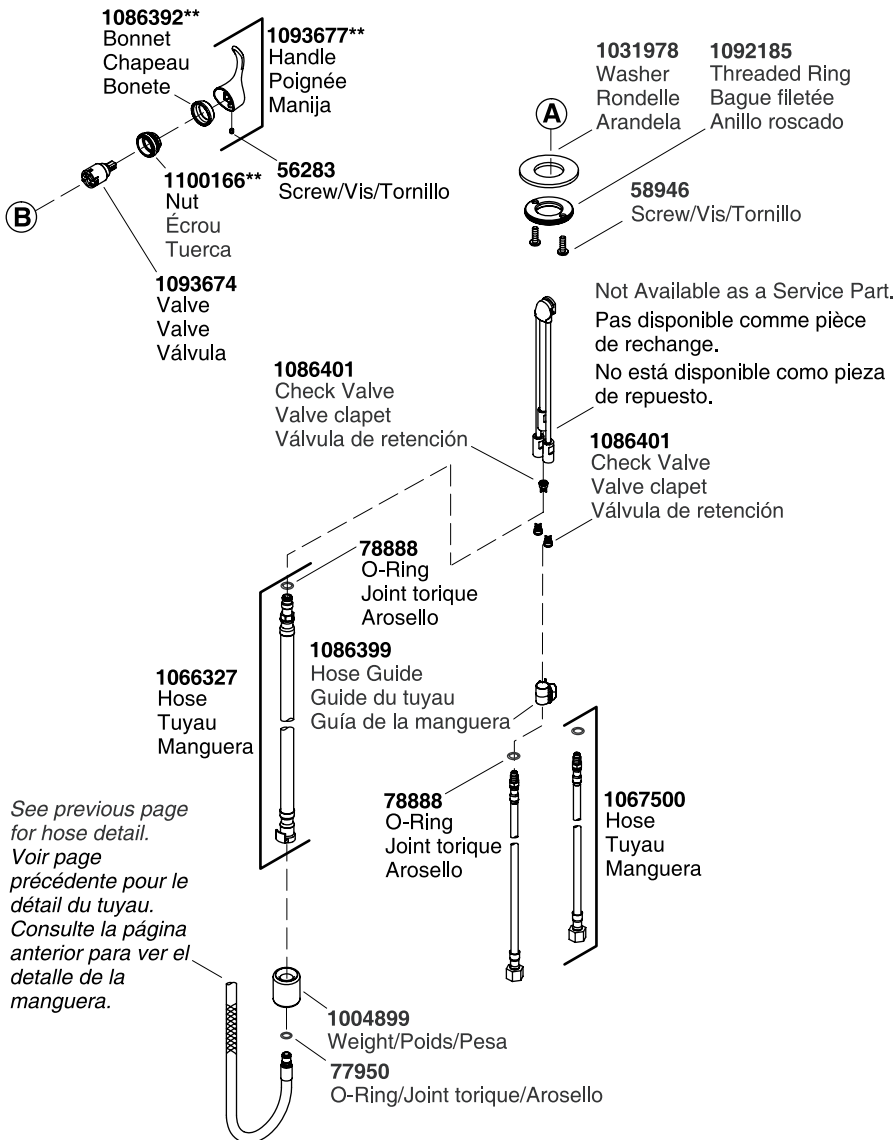 1086392**
Bonnet
Chapeau
Bonete
1093677**
Handle
Poignée
Manija
56283
Screw/Vis/Tornillo
1100166**
Nut
Écrou
Tuerca
B
1093674
Valve
Valve
Válvula
1031978
Washer
Rondelle
Arandela
1092185
Threaded Ring
Bague filetée
Anillo roscado
A
58946
Screw/Vis/Tornillo
Not Available as a Service Part.
Pas disponible comme pièce
de rechange.
No está disponible como pieza
de repuesto.
1086401
Check Valve
Valve clapet
Válvula de retención
1086401
Check Valve
Valve clapet
Válvula de retención
78888
O-Ring
Joint torique
Arosello
1066327
Hose
Tuyau
Manguera
1086399
Hose Guide
Guide du tuyau
Guía de la manguera
78888
O-Ring
Joint torique
Arosello
1067500
Hose
Tuyau
Manguera
See previous page
for hose detail.
Voir page
précédente pour le
détail du tuyau.
Consulte la página
anterior para ver el
detalle de la
manguera.
1004899
Weight/Poids/Pesa
77950
O-Ring/Joint torique/Arosello